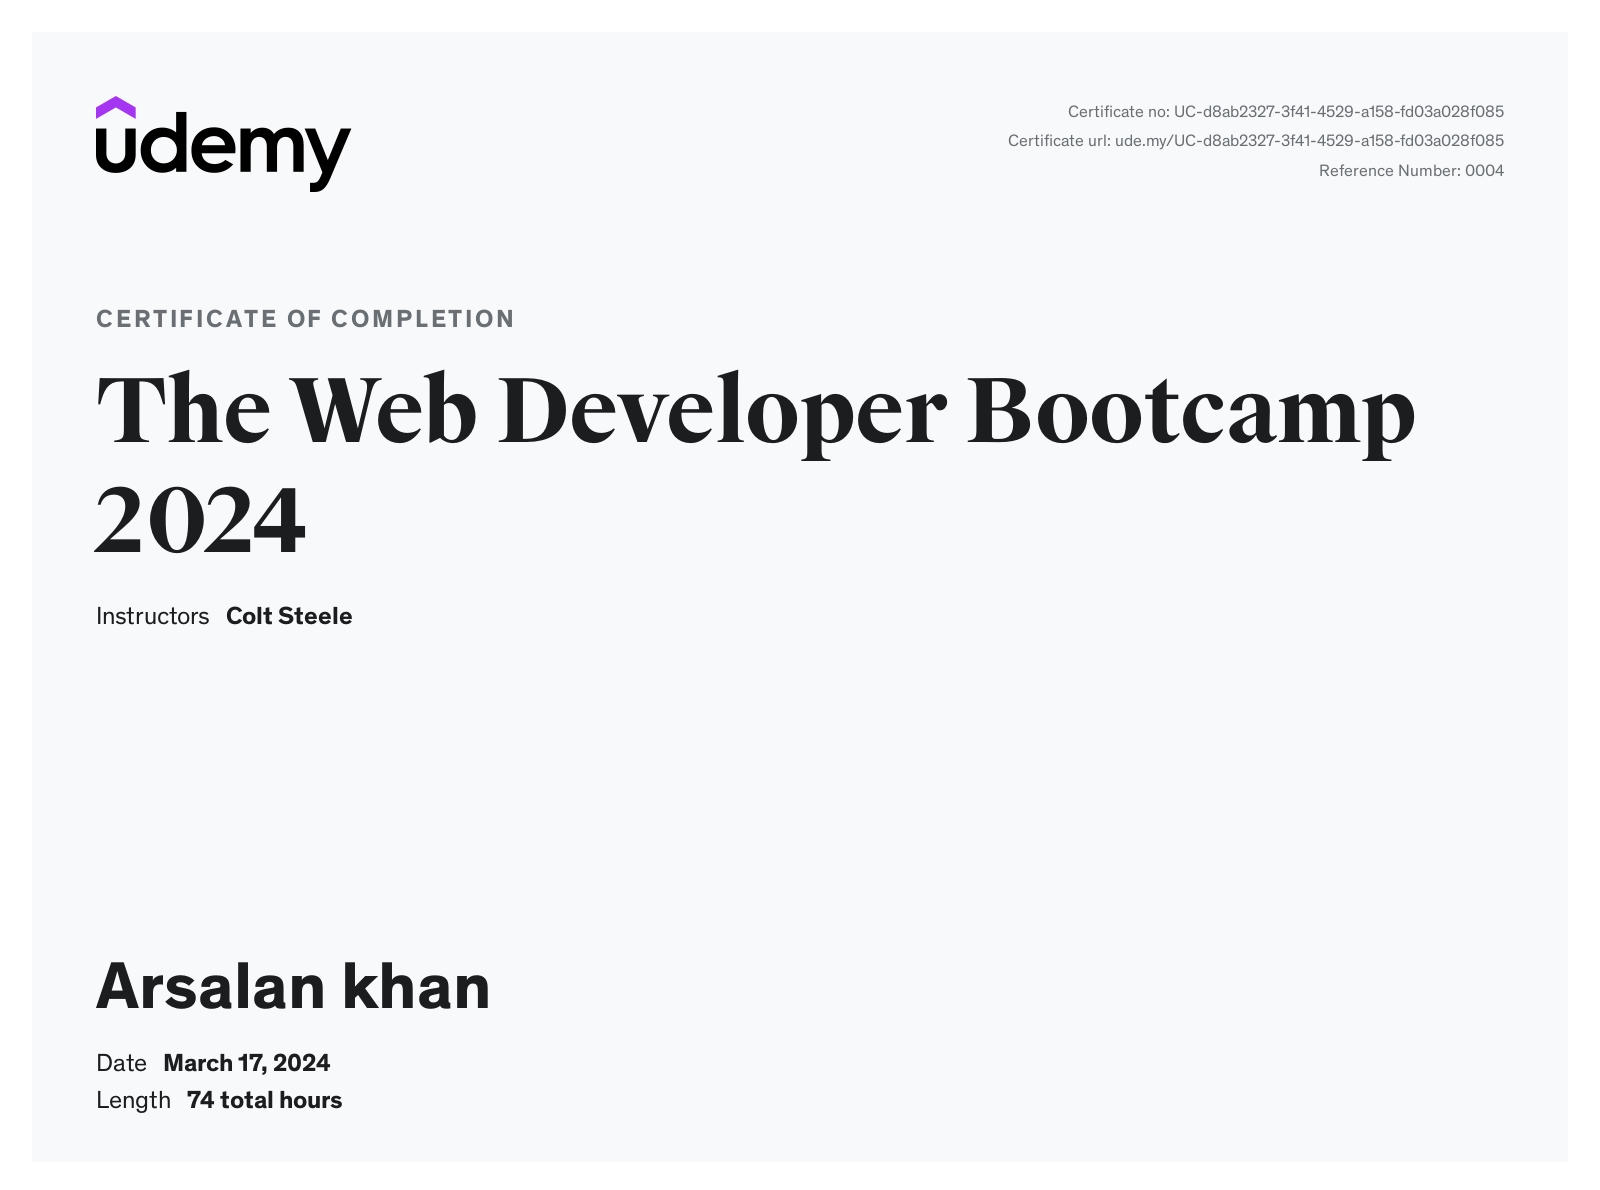 udemy
Certificate no: UC-d8ab2327-3f41-4529-a158-fd03a028f085
Certificate url: ude.my/UC-d8ab2327-3f41-4529-a158-fd03a028f085
Reference Number: 0004
CERTIFICATE OF COMPLETION
The Web Developer Bootcamp
2024
Instructors Colt Steele
Arsalan khan
Date March 17, 2024
Length 74 total hours